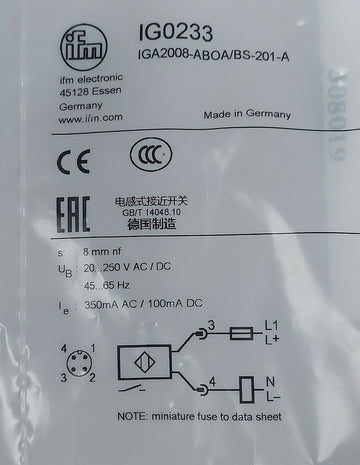 ifm
IG0233
IGA2008-ABOA/BS-201-A
ifm electronic
45128 Essen
Germany
www.ifm.com
Made in Germany
CE
CCC
EAC
电感式接近开关
GB/T 14048.10
德国制造
s: 8 mm nf
UB: 20...250 V AC / DC
45...65 Hz
Ie: 350mA AC / 100mA DC
4 1
3 2
3 L1
L+
4 N
L-
NOTE: miniature fuse to data sheet
308019